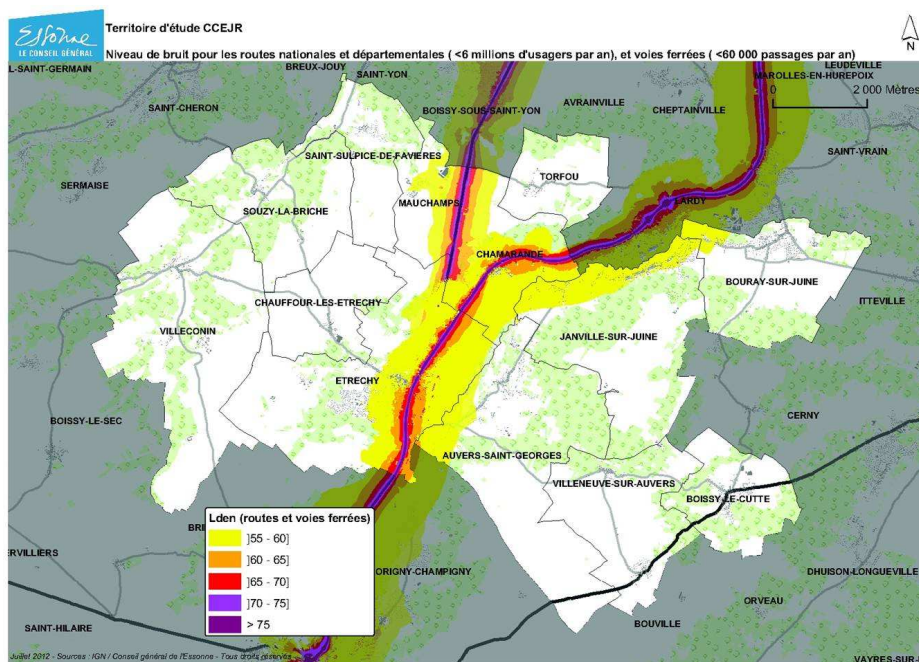 Essonne
LE CONSEIL GÉNÉRAL
Territoire d'étude CCEJR
Niveau de bruit pour les routes nationales et départementales ( <6 millions d'usagers par an), et voies ferrées ( <60 000 passages par an)
N
L-SAINT-GERMAIN
BREUX-JOUY
SAINT-YON
LEUDEVILLE
MAROLLES-EN-HUREPOIX
0 2 000 Mètres
SAINT-CHERON
BOISSY-SOUS-SAINT-YON
AVRAINVILLE
CHEPTAINVILLE
SAINT-VRAIN
SAINT-SULPICE-DE-FAVIERES
SERMAISE
TORFOU
MAUCHAMPS
LARDY
SOUZY-LA-BRICHE
CHAMARANDE
BOURAY-SUR-JUINE
ITTEVILLE
CHAUFFOUR-LES-ETRECHY
VILLECONIN
JANVILLE-SUR-JUINE
ETRECHY
BOISSY-LE-SEC
CERNY
AUVERS-SAINT-GEORGES
VILLENEUVE-SUR-AUVERS
BOISSY-LE-CUTTE
Lden (routes et voies ferrées)
]55 - 60]
]60 - 65]
]65 - 70]
]70 - 75]
> 75
BRI
ERVILLIERS
ORIGNY-CHAMPIGNY
DHUISON-LONGUEVILLE
ORVEAU
BOUVILLE
SAINT-HILAIRE
VAYRES-SUR-
Juillet 2012 - Sources : IGN / Conseil général de l'Essonne - Tous droits réservés